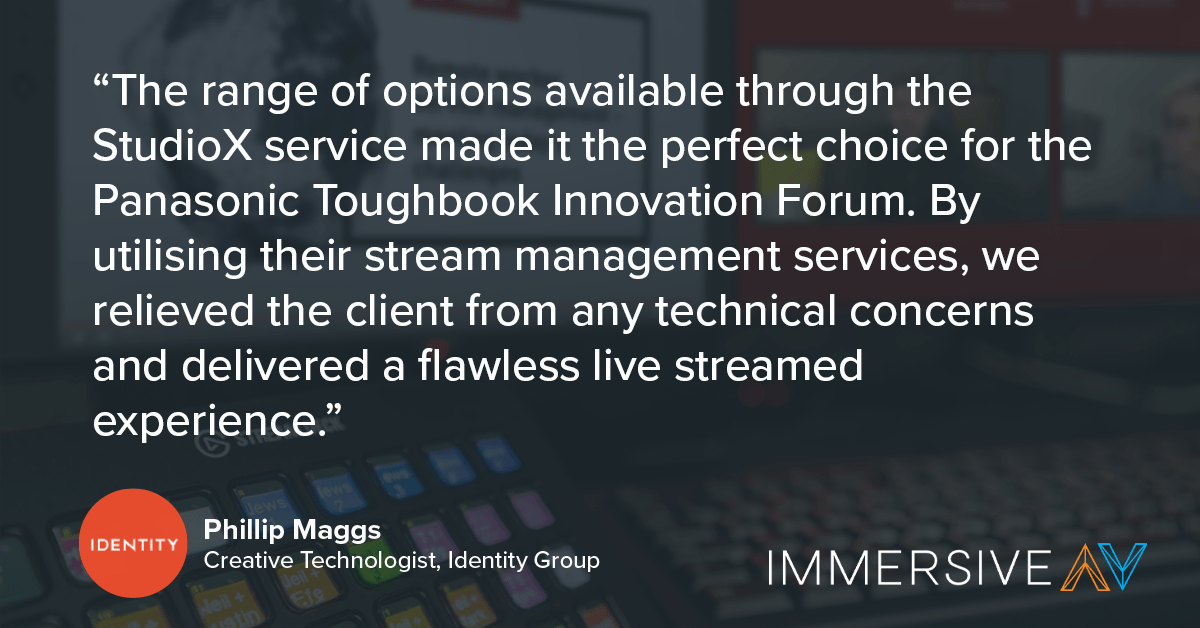 “The range of options available through the
StudioX service made it the perfect choice for the
Panasonic Toughbook Innovation Forum. By
utilising their stream management services, we
relieved the client from any technical concerns
and delivered a flawless live streamed
experience.”
IDENTITY
Phillip Maggs
Creative Technologist, Identity Group
IMMERSIVE AV